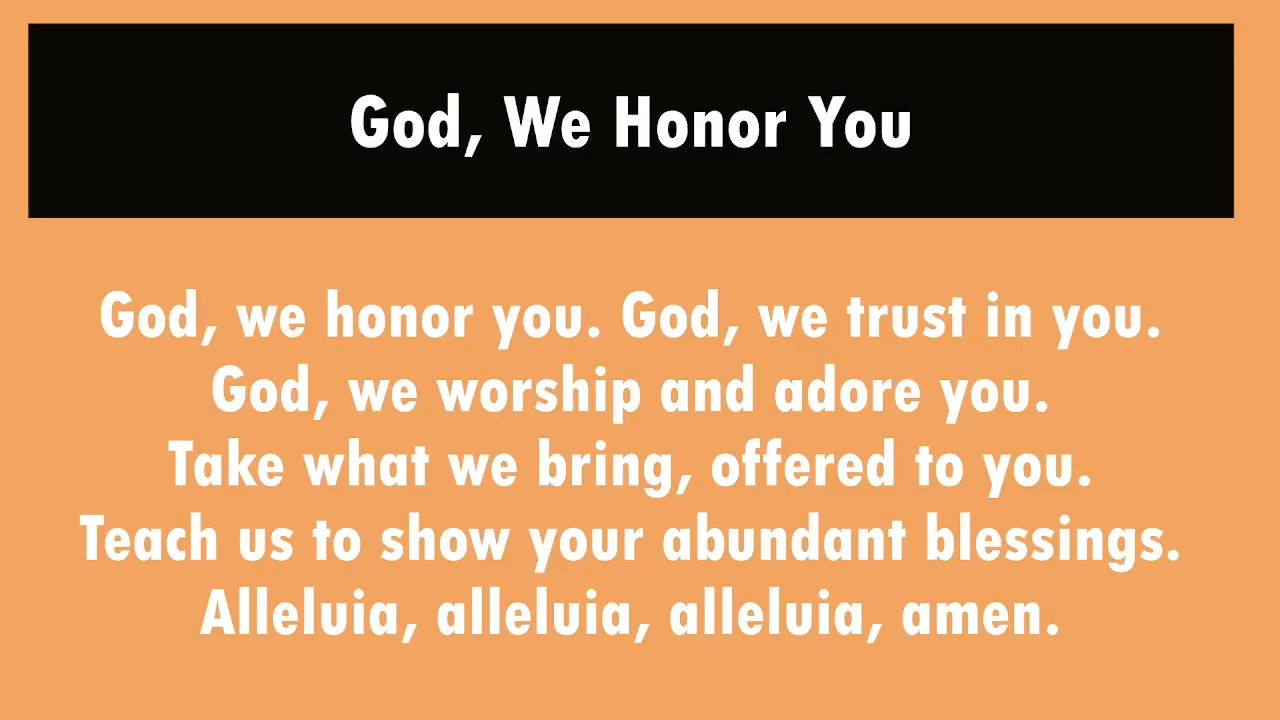 God, We Honor You
God, we honor you. God, we trust in you.
God, we worship and adore you.
Take what we bring, offered to you.
Teach us to show your abundant blessings.
Alleluia, alleluia, alleluia, amen.